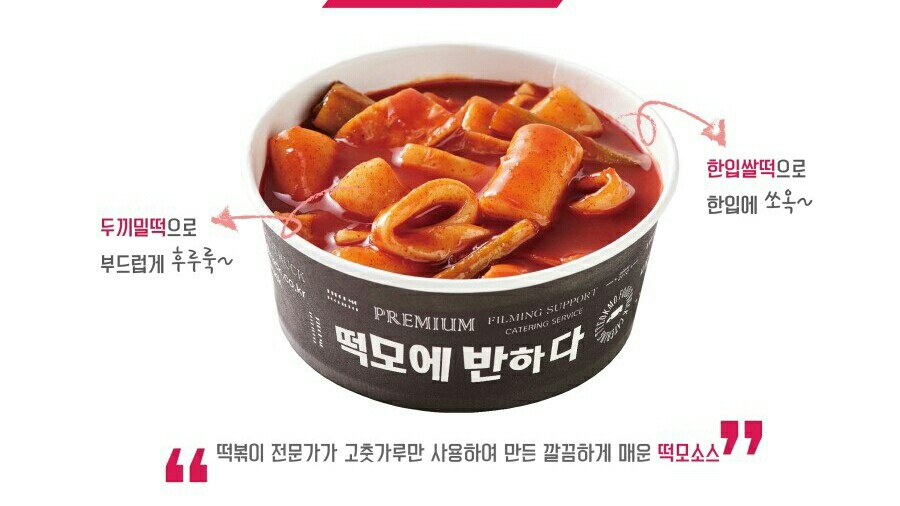 한입쌀떡으로
한입에 쏘옥~
두끼밀떡으로
부드럽게 후루룩~
PREMIUM FILMING SUPPORT
CATERING SERVICE
떡모에 반하다
떡볶이 전문가가 고춧가루만 사용하여 만든 깔끔하게 매운 떡모소스